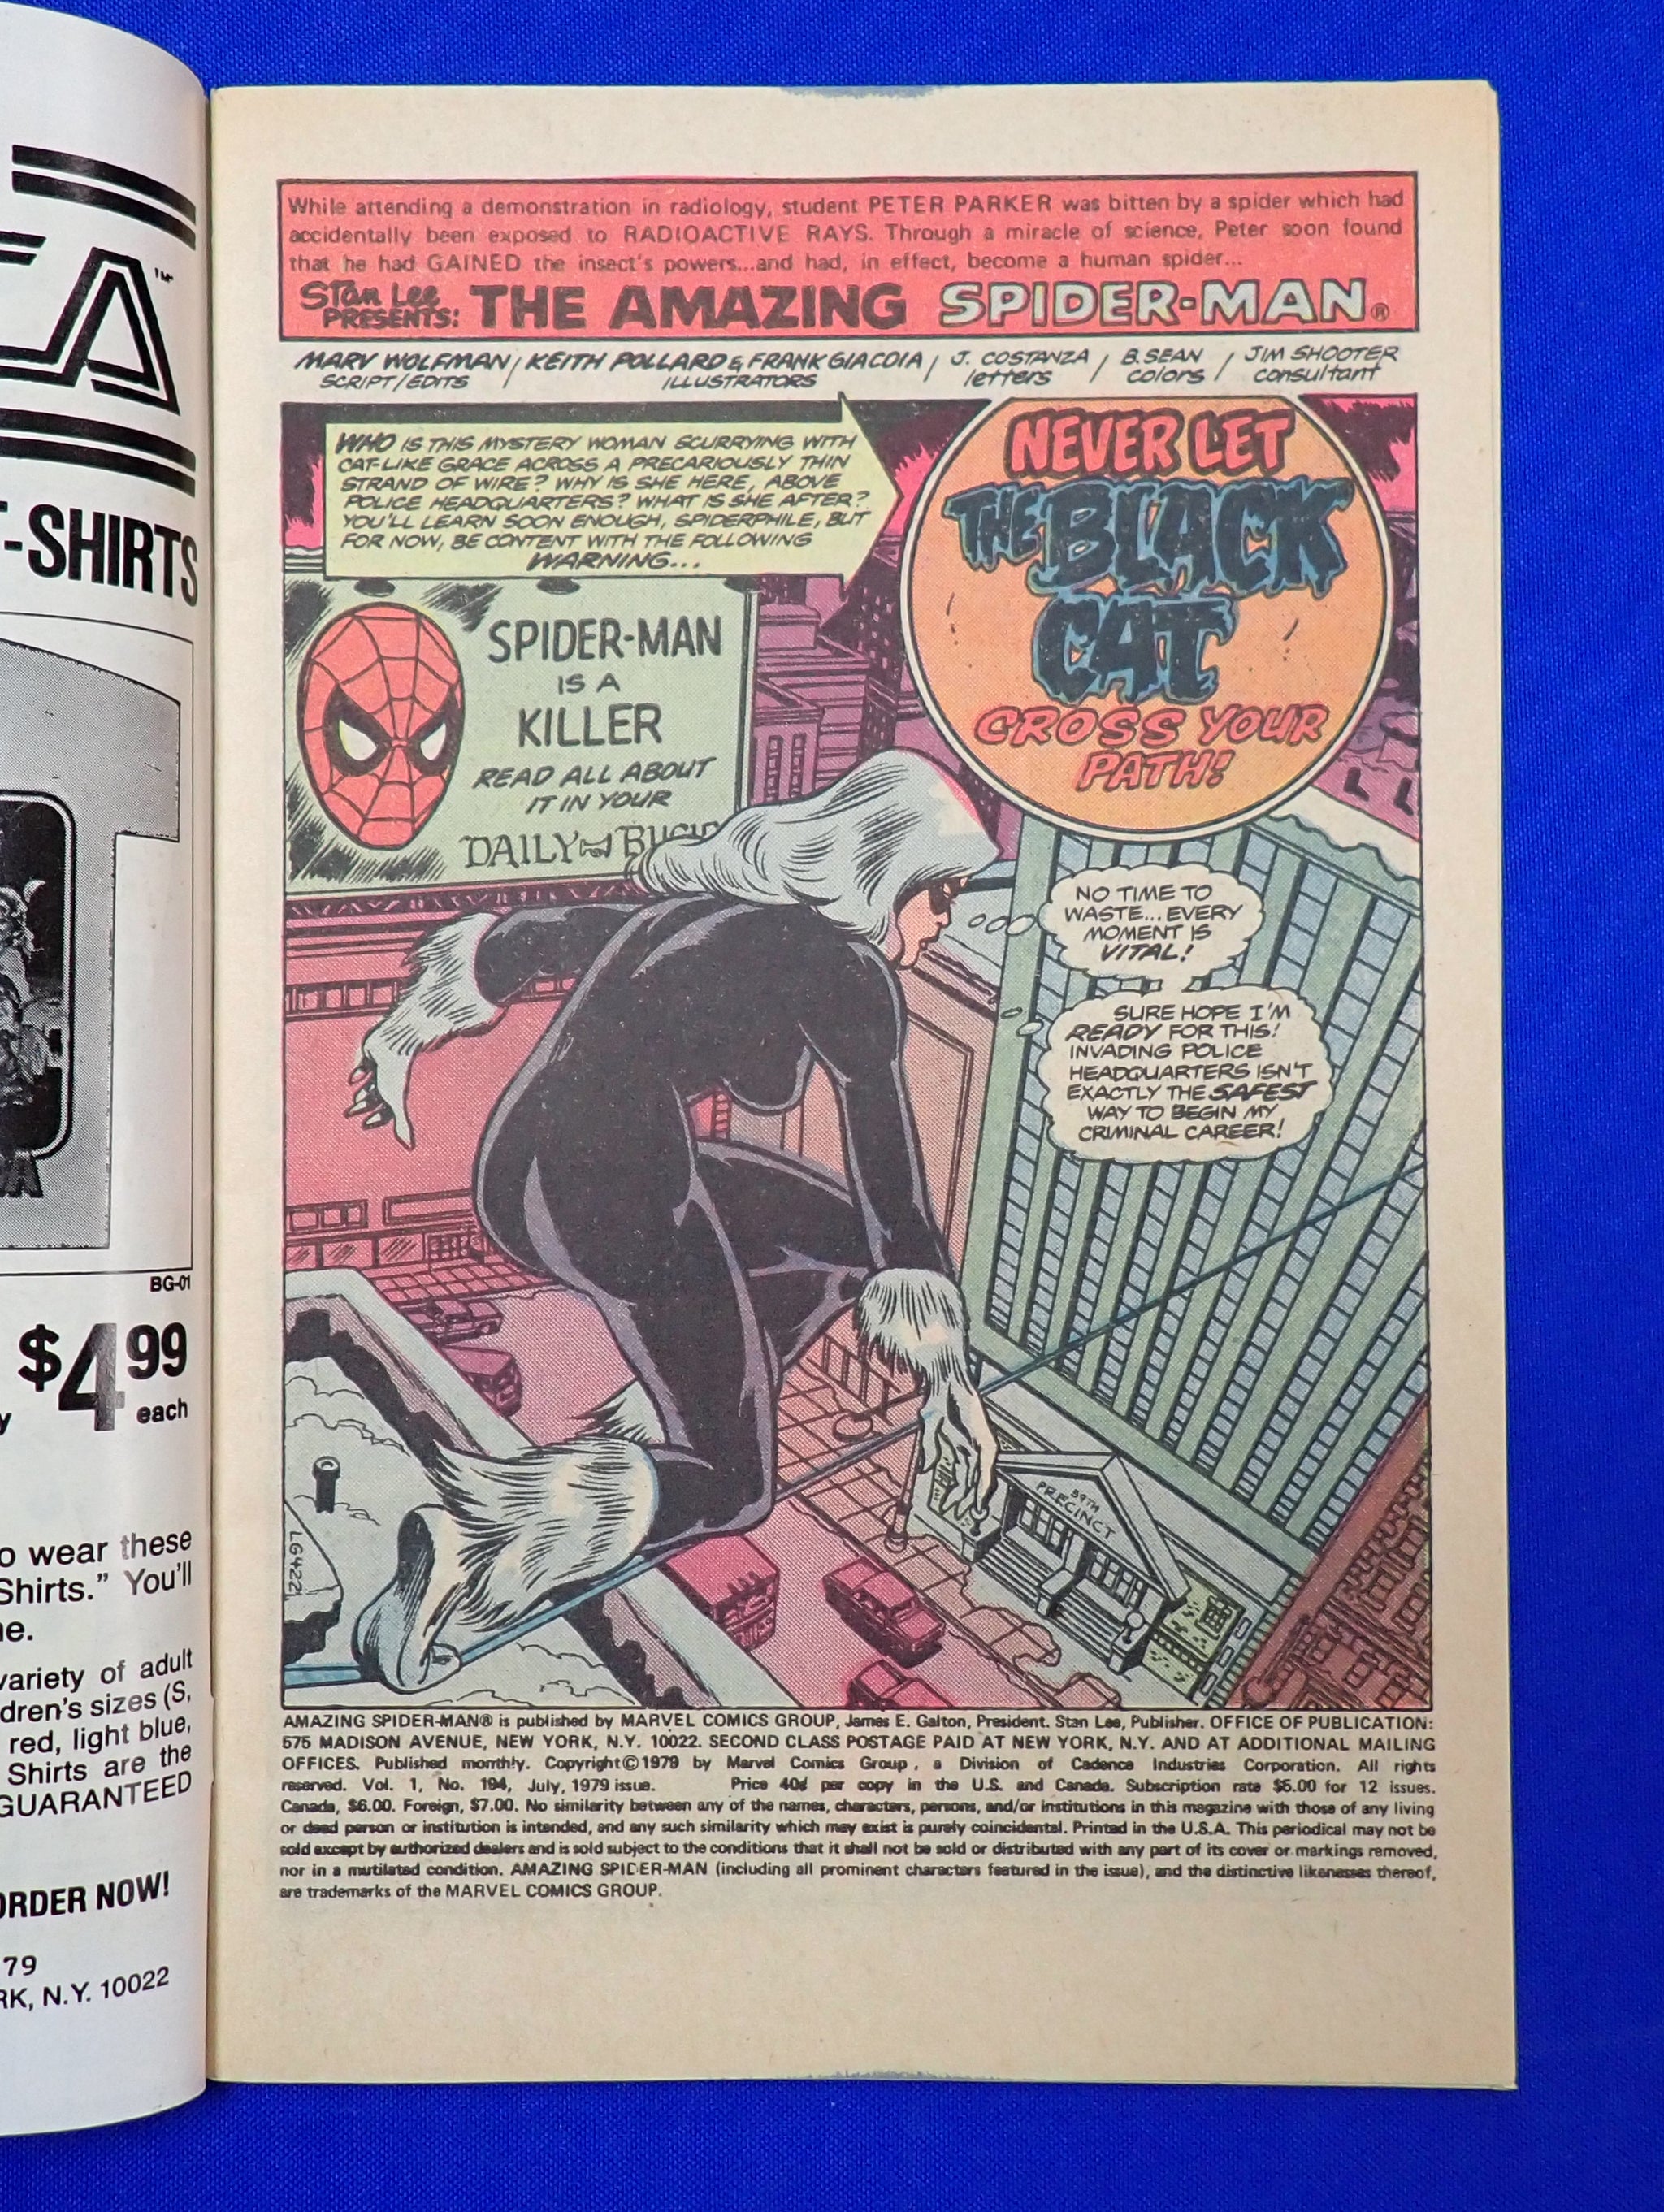 TA™
T-SHIRTS
BG-01
$4.99
each
y
o wear these
Shirts.” You'll
ne.
variety of adult
dren's sizes (S,
red, light blue,
Shirts are the
GUARANTEED
ORDER NOW!
79
RK, N.Y. 10022
While attending a demonstration in radiology, student PETER PARKER was bitten by a spider which had
accidentally been exposed to RADIOACTIVE RAYS. Through a miracle of science, Peter soon found
that he had GAINED the insect's powers...and had, in effect, become a human spider...
Stan Lee
PRESENTS: THE AMAZING SPIDER-MAN®
MARV WOLFMAN / KEITH POLLARD & FRANK GIACOIA / J. COSTANZA / B. SEAN / JIM SHOOTER
SCRIPT/EDITS ILLUSTRATORS letters colors consultant
WHO IS THIS MYSTERY WOMAN SCURRYING WITH
CAT-LIKE GRACE ACROSS A PRECARIOUSLY THIN
STRAND OF WIRE? WHY IS SHE HERE, ABOVE
POLICE HEADQUARTERS? WHAT IS SHE AFTER?
YOU'LL LEARN SOON ENOUGH, SPIDERPHILE, BUT
FOR NOW, BE CONTENT WITH THE FOLLOWING
WARNING...
NEVER LET
THE BLACK
CAT
CROSS YOUR
PATH!
SPIDER-MAN
IS A
KILLER
READ ALL ABOUT
IT IN YOUR
DAILY BUGL
NO TIME TO
WASTE...EVERY
MOMENT IS
VITAL!
SURE HOPE I'M
READY FOR THIS!
INVADING POLICE
HEADQUARTERS ISN'T
EXACTLY THE SAFEST
WAY TO BEGIN MY
CRIMINAL CAREER!
PRECINCT
LG422
AMAZING SPIDER-MAN® is published by MARVEL COMICS GROUP, James E. Galton, President. Stan Lee, Publisher. OFFICE OF PUBLICATION:
575 MADISON AVENUE, NEW YORK, N.Y. 10022. SECOND CLASS POSTAGE PAID AT NEW YORK, N.Y. AND AT ADDITIONAL MAILING
OFFICES. Published monthly. Copyright © 1979 by Marvel Comics Group, a Division of Cadence Industries Corporation. All rights
reserved. Vol. 1, No. 194, July, 1979 issue. Price 40¢ per copy in the U.S. and Canada. Subscription rate $5.00 for 12 issues.
Canada, $6.00. Foreign, $7.00. No similarity between any of the names, characters, persons, and/or institutions in this magazine with those of any living
or dead person or institution is intended, and any such similarity which may exist is purely coincidental. Printed in the U.S.A. This periodical may not be
sold except by authorized dealers and is sold subject to the conditions that it shall not be sold or distributed with any part of its cover or markings removed,
nor in a mutilated condition. AMAZING SPIDER-MAN (including all prominent characters featured in the issue), and the distinctive likenesses thereof,
are trademarks of the MARVEL COMICS GROUP.